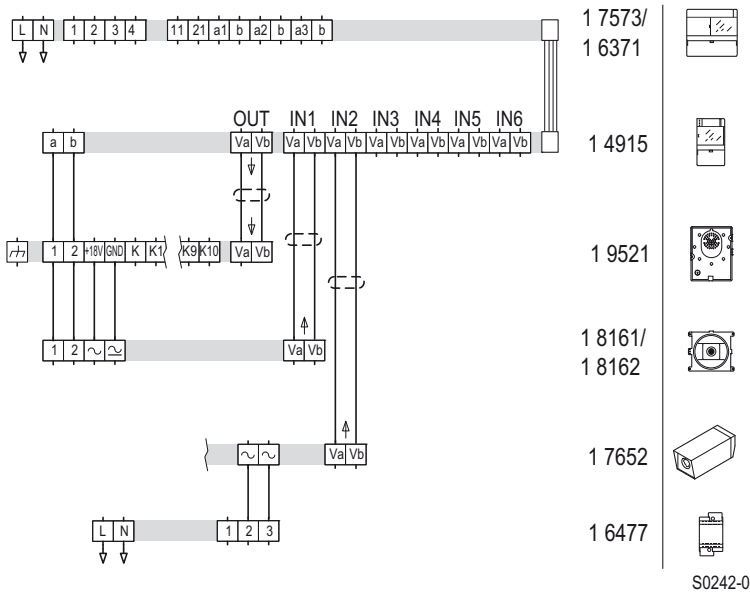 L N 1 2 3 4 11 21 a1 b a2 b a3 b
1 7573/
1 6371
OUT IN1 IN2 IN3 IN4 IN5 IN6
a b Va Vb Va Vb Va Vb Va Vb Va Vb Va Vb Va Vb
1 4915
1 2 +18V GND K K1 K9 K10 Va Vb
1 9521
1 2 Va Vb
1 8161/
1 8162
Va Vb
1 7652
L N 1 2 3
1 6477
S0242-0